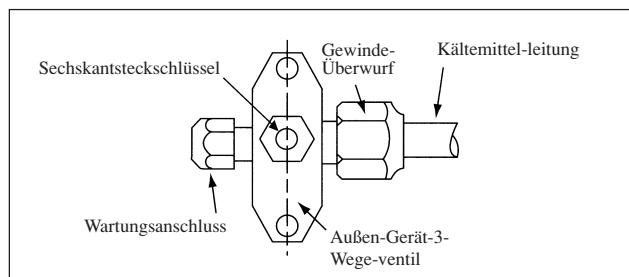 Sechskantsteckschlüssel
Gewinde-
Überwurf
Kältemittel-leitung
Wartungsanschluss
Außen-Gerät-3-
Wege-ventil